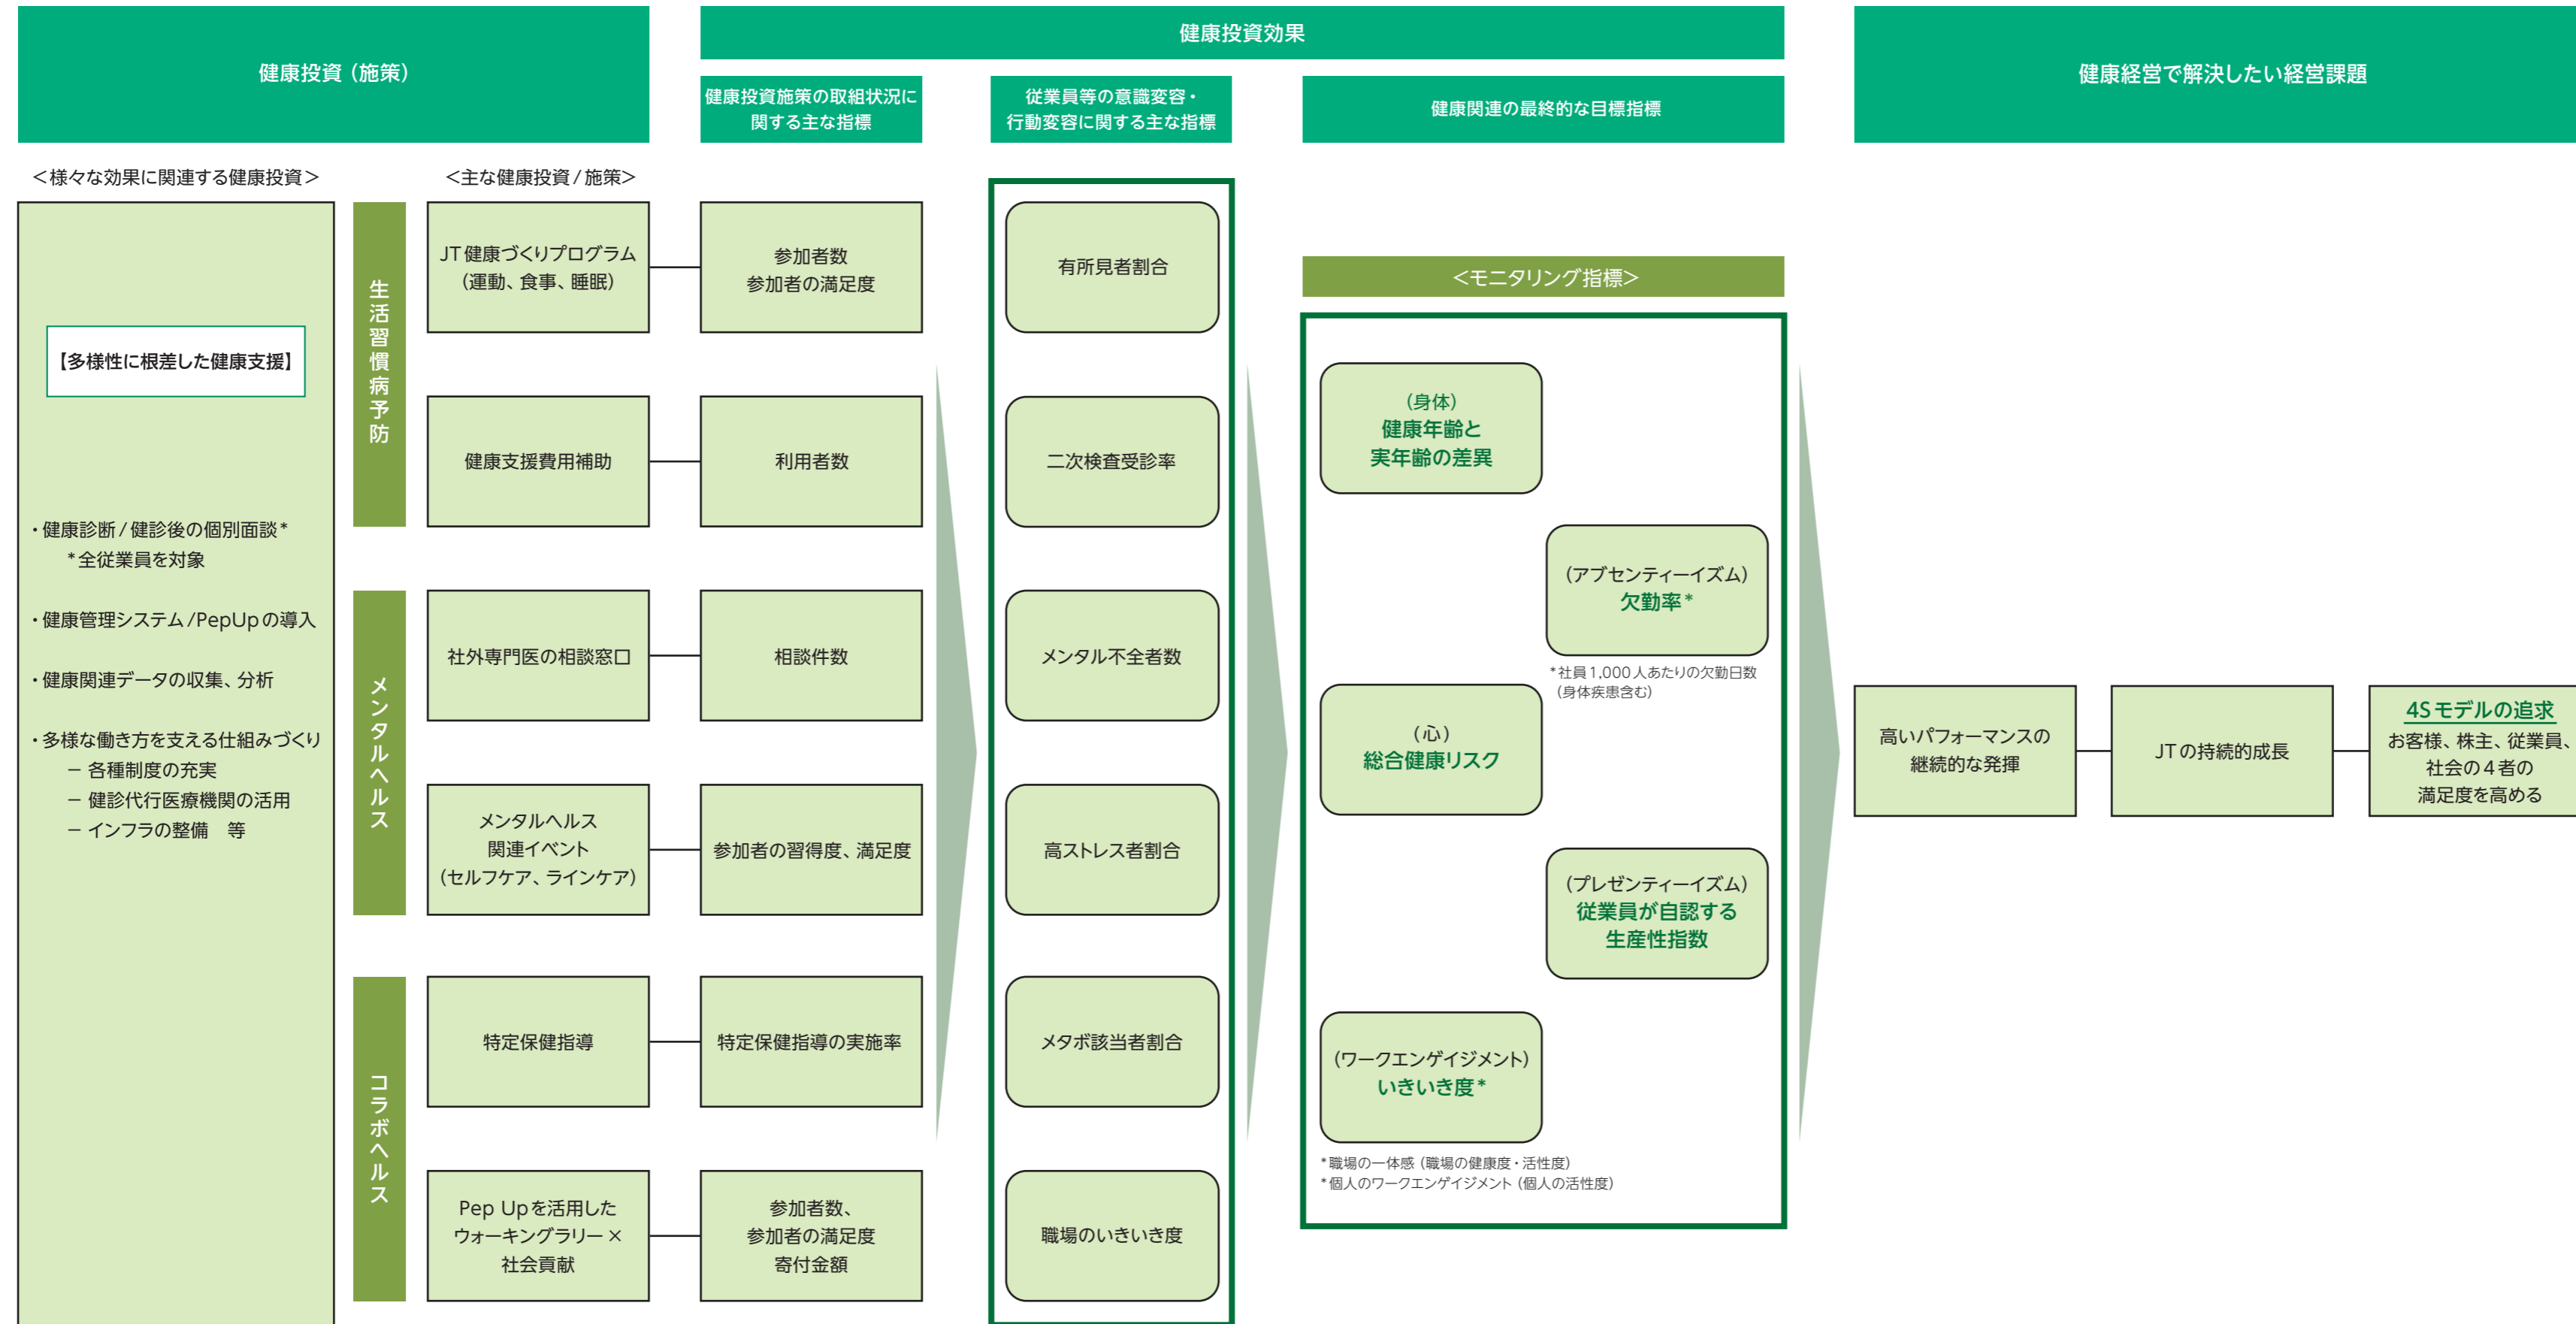 健康投資（施策）
健康投資効果
健康経営で解決したい経営課題
健康投資施策の取組状況に
関する主な指標
従業員等の意識変容・
行動変容に関する主な指標
健康関連の最終的な目標指標
＜様々な効果に関連する健康投資＞
＜主な健康投資/施策＞
【多様性に根差した健康支援】
・健康診断/健診後の個別面談*
*全従業員を対象
・健康管理システム/PepUpの導入
・健康関連データの収集、分析
・多様な働き方を支える仕組みづくり
－ 各種制度の充実
－ 健診代行医療機関の活用
－ インフラの整備　等
生活習慣病予防
JT健康づくりプログラム
（運動、食事、睡眠）
参加者数
参加者の満足度
有所見者割合
健康支援費用補助
利用者数
二次検査受診率
メンタルヘルス
社外専門医の相談窓口
相談件数
メンタル不全者数
メンタルヘルス
関連イベント
（セルフケア、ラインケア）
参加者の習得度、満足度
高ストレス者割合
コラボヘルス
特定保健指導
特定保健指導の実施率
メタボ該当者割合
Pep Upを活用した
ウォーキングラリー×
社会貢献
参加者数、
参加者の満足度
寄付金額
職場のいきいき度
＜モニタリング指標＞
（身体）
健康年齢と
実年齢の差異
（アブセンティーイズム）
欠勤率*
*社員1,000人あたりの欠勤日数
（身体疾患含む）
（心）
総合健康リスク
（プレゼンティーイズム）
従業員が自認する
生産性指数
（ワークエンゲイジメント）
いきいき度*
*職場の一体感（職場の健康度・活性度）
*個人のワークエンゲイジメント（個人の活性度）
高いパフォーマンスの
継続的な発揮
JTの持続的成長
4Sモデルの追求
お客様、株主、従業員、
社会の4者の
満足度を高める